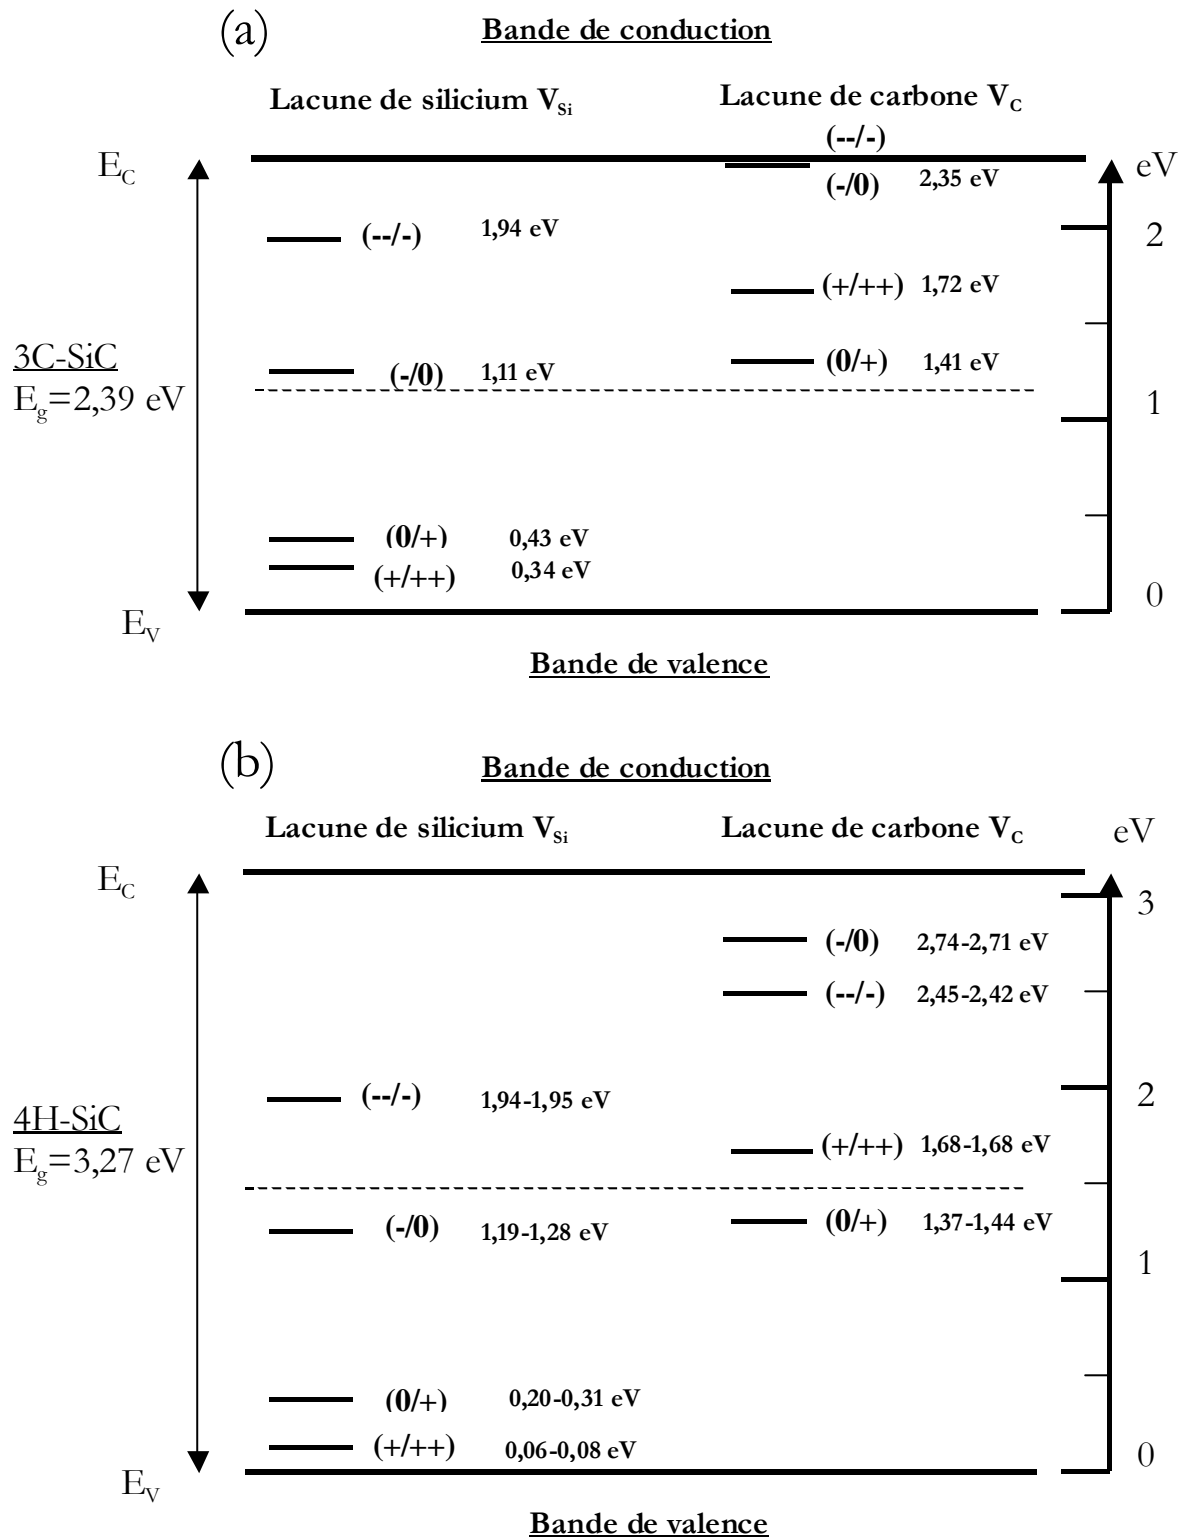 (a)
Bande de conduction
Lacune de silicium V_Si
Lacune de carbone V_C
(--/-)
E_C
eV
(-/0) 2,35 eV
(--/-) 1,94 eV
2
(+/++) 1,72 eV
3C-SiC
E_g=2,39 eV
(0/+) 1,41 eV
(-/0) 1,11 eV
1
(0/+) 0,43 eV
(+/++) 0,34 eV
0
E_V
Bande de valence
(b)
Bande de conduction
Lacune de silicium V_Si
Lacune de carbone V_C
eV
E_C
3
(-/0) 2,74-2,71 eV
(--/-) 2,45-2,42 eV
(--/-) 1,94-1,95 eV
2
4H-SiC
E_g=3,27 eV
(+/++) 1,68-1,68 eV
(-/0) 1,19-1,28 eV
(0/+) 1,37-1,44 eV
1
(0/+) 0,20-0,31 eV
(+/++) 0,06-0,08 eV
0
E_V
Bande de valence